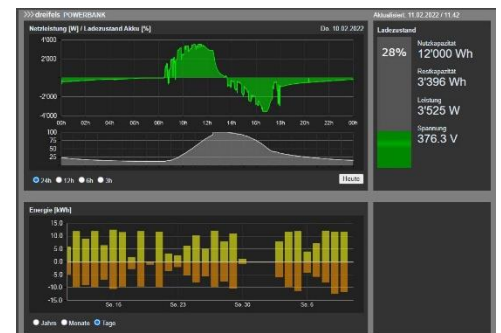 >>> dreifels POWERBANK
Aktualisiert: 11.02.2022 / 11:42
Netzleistung [W] / Ladezustand Akku [%]
Do. 10.02.2022
4'000
2'000
0
-2'000
-4'000
00h 02h 04h 06h 08h 10h 12h 14h 16h 18h 20h 22h 00h
100
75
50
25
24h 12h 6h 3h
Heute
Ladezustand
28%
Nutzkapazität
12'000 Wh
Restkapazität
3'396 Wh
Leistung
3'525 W
Spannung
376.3 V
Energie [kWh]
15.0
10.0
5.0
0.0
-5.0
-10.0
-15.0
So. 16 So. 23 So. 30 So. 6
Jahre Monate Tage